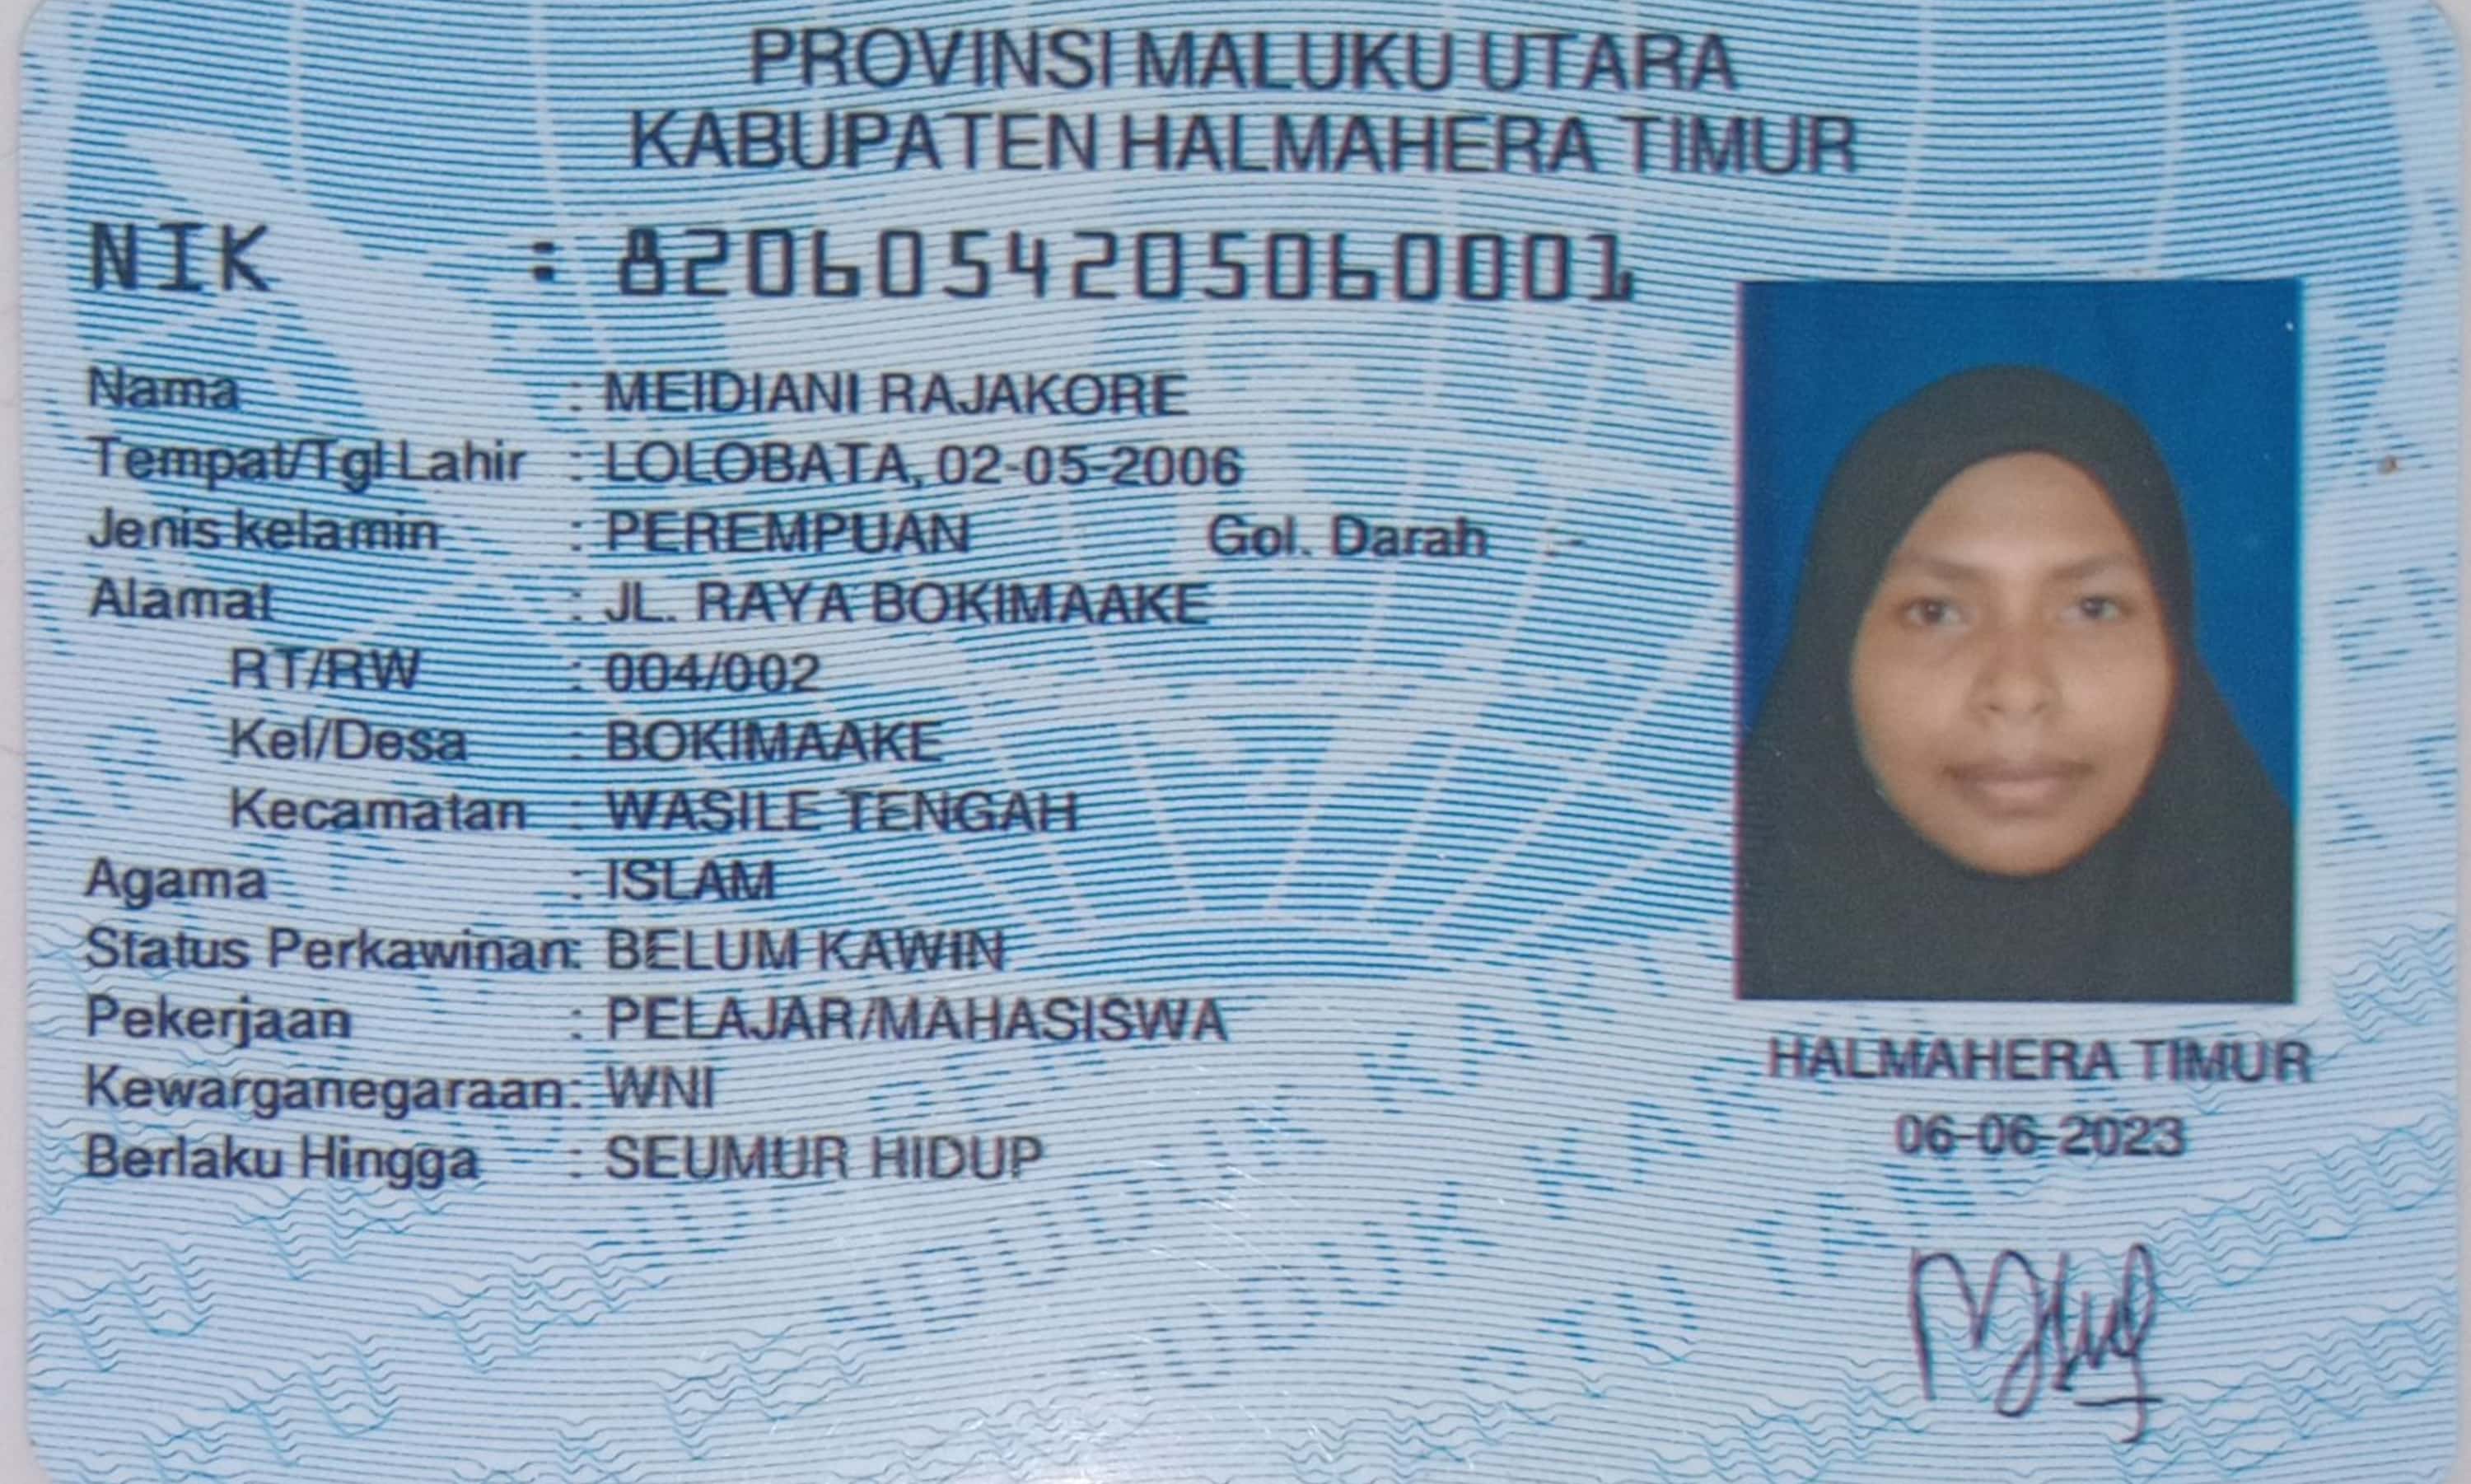 PROVINSI MALUKU UTARA
KABUPATEN HALMAHERA TIMUR
NIK : 8206054205060001
Nama : MEIDIANI RAJAKORE
Tempat/Tgl Lahir : LOLOBATA, 02-05-2006
Jenis kelamin : PEREMPUAN Gol. Darah : -
Alamat : JL. RAYA BOKIMAAKE
RT/RW : 004/002
Kel/Desa : BOKIMAAKE
Kecamatan : WASILE TENGAH
Agama : ISLAM
Status Perkawinan: BELUM KAWIN
Pekerjaan : PELAJAR/MAHASISWA
Kewarganegaraan: WNI
Berlaku Hingga : SEUMUR HIDUP
HALMAHERA TIMUR
06-06-2023